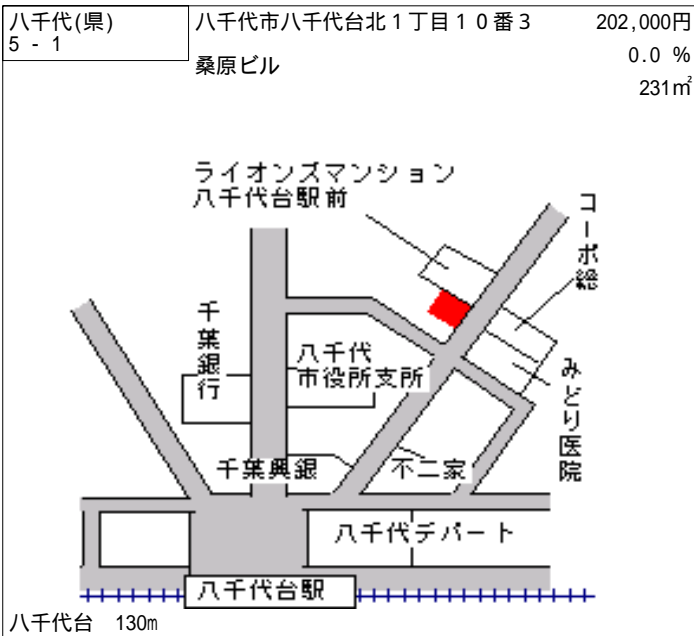 八千代(県)
5 - 1
八千代市八千代台北１丁目１０番３
桑原ビル
202,000円
0.0 %
231㎡
ライオンズマンション
八千代台駅前
コーポ総
千葉銀行
八千代
市役所支所
みどり医院
千葉興銀
不二家
八千代デパート
八千代台駅
八千代台 130m